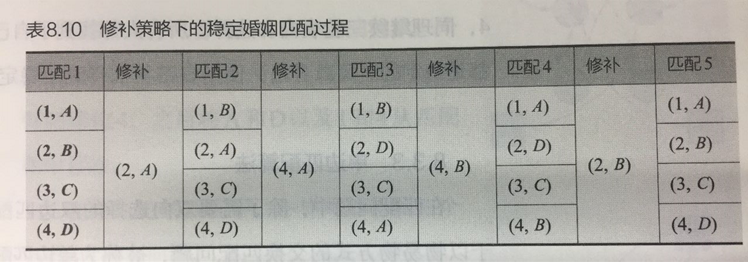 表8.10 修补策略下的稳定婚姻匹配过程
匹配1 修补 匹配2 修补 匹配3 修补 匹配4 修补 匹配5
(1, A) (1, B) (1, B) (1, A) (1, A)
(2, B) (2, A) (2, D) (2, D) (2, B)
(2, A) (4, A) (4, B) (2, B)
(3, C) (3, C) (3, C) (3, C) (3, C)
(4, D) (4, D) (4, A) (4, B) (4, D)